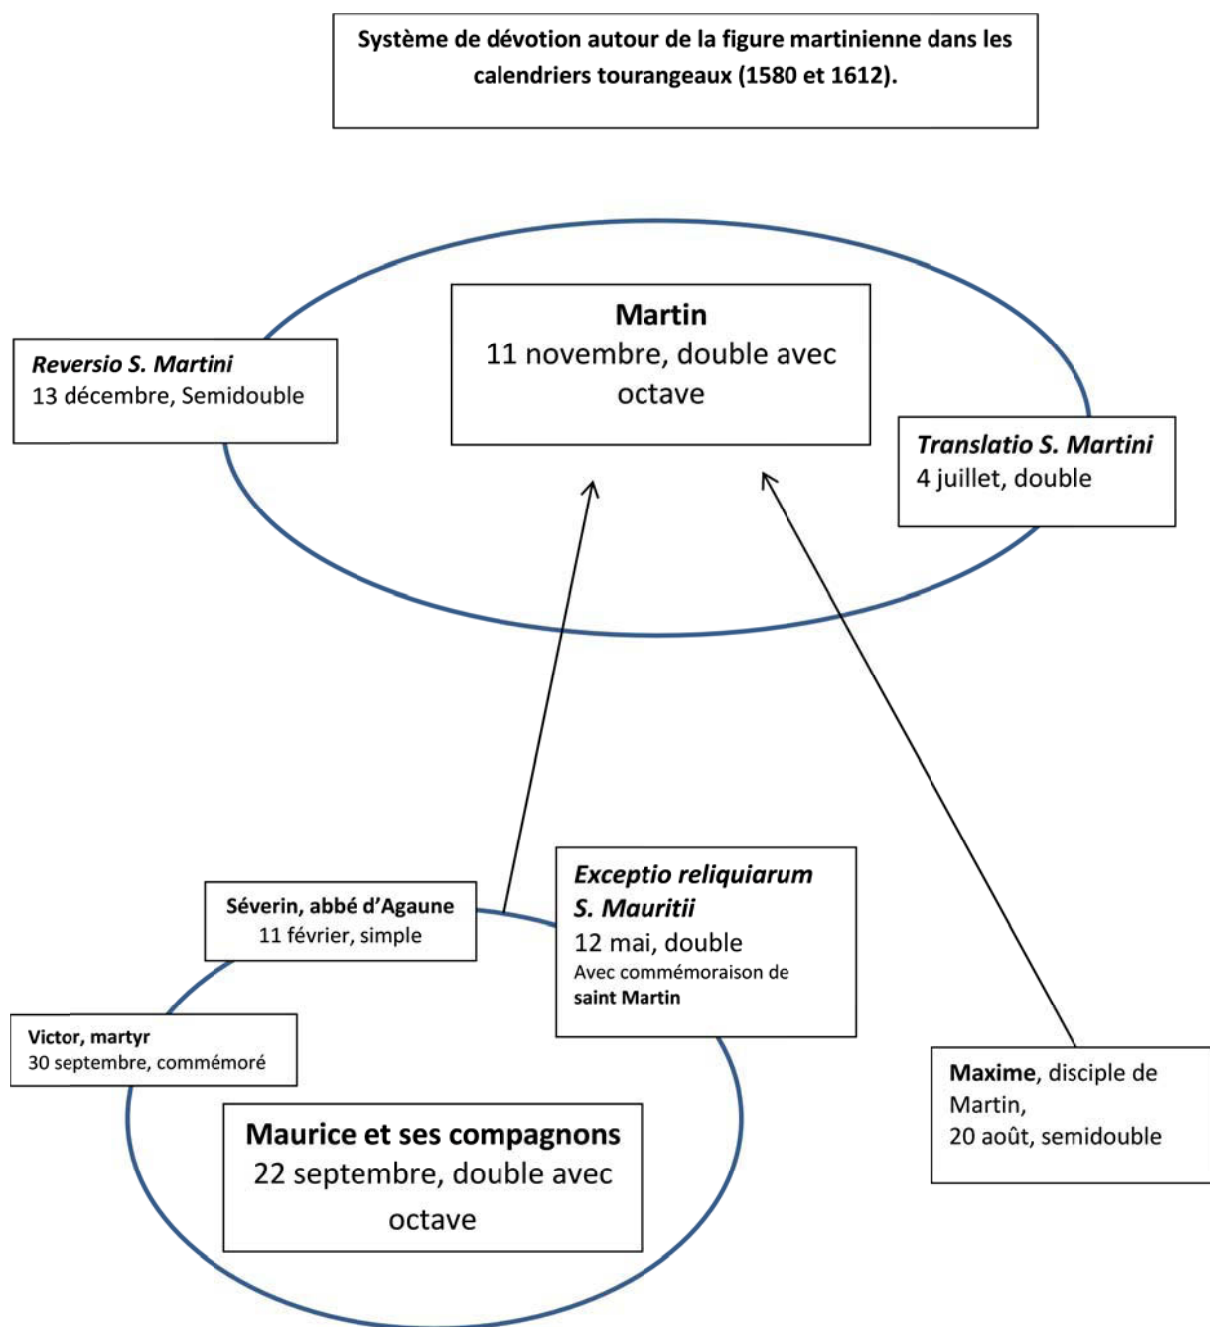 Système de dévotion autour de la figure martinienne dans les
calendriers tourangeaux (1580 et 1612).
Martin
11 novembre, double avec
octave
Reversio S. Martini
13 décembre, Semidouble
Translatio S. Martini
4 juillet, double
Exceptio reliquiarum
S. Mauritii
12 mai, double
Avec commémoraison de
saint Martin
Séverin, abbé d’Agaune
11 février, simple
Victor, martyr
30 septembre, commémoré
Maurice et ses compagnons
22 septembre, double avec
octave
Maxime, disciple de
Martin,
20 août, semidouble